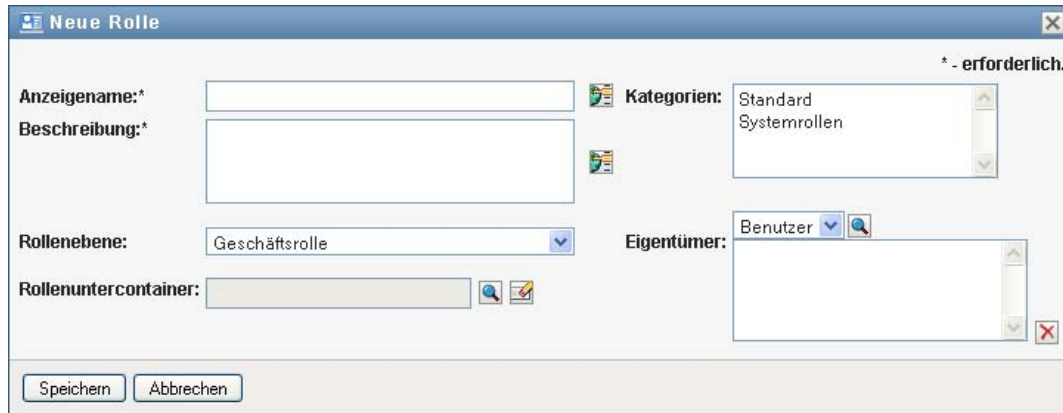 Neue Rolle
* - erforderlich.
Anzeigename:*
Kategorien:
Standard
Systemrollen
Beschreibung:*
Rollenebene:
Geschäftsrolle
Eigentümer:
Benutzer
Rollenuntercontainer:
Speichern
Abbrechen